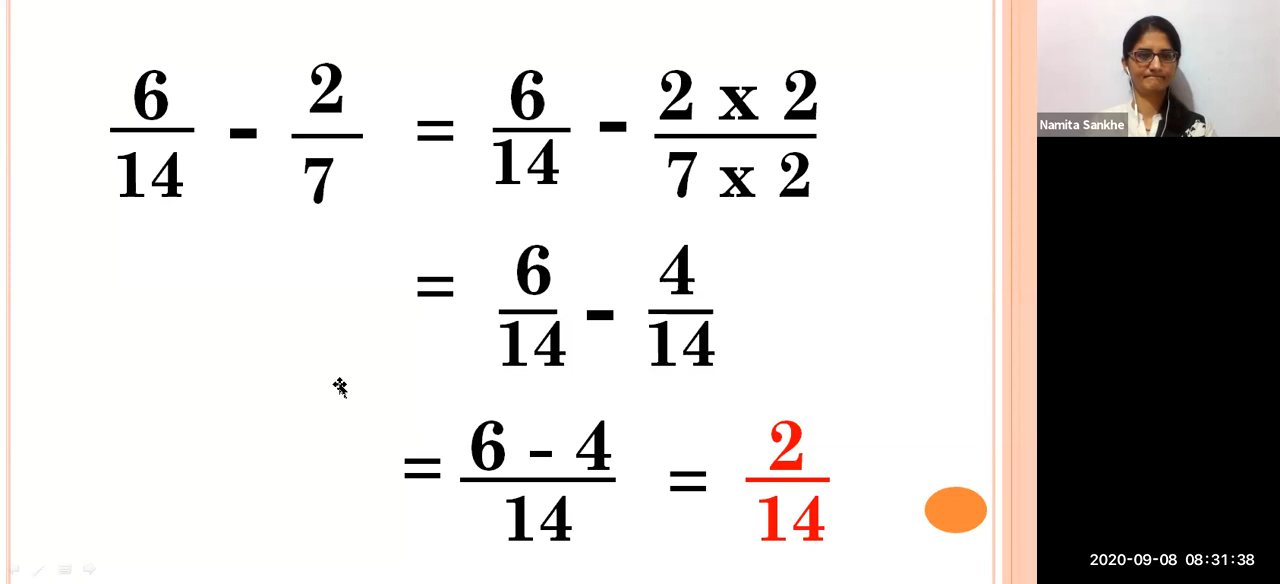 6/14 - 2/7 = 6/14 - 2 x 2/7 x 2
= 6/14 - 4/14
= 6 - 4/14 = 2/14
Namita Sankhe
2020-09-08 08:31:38